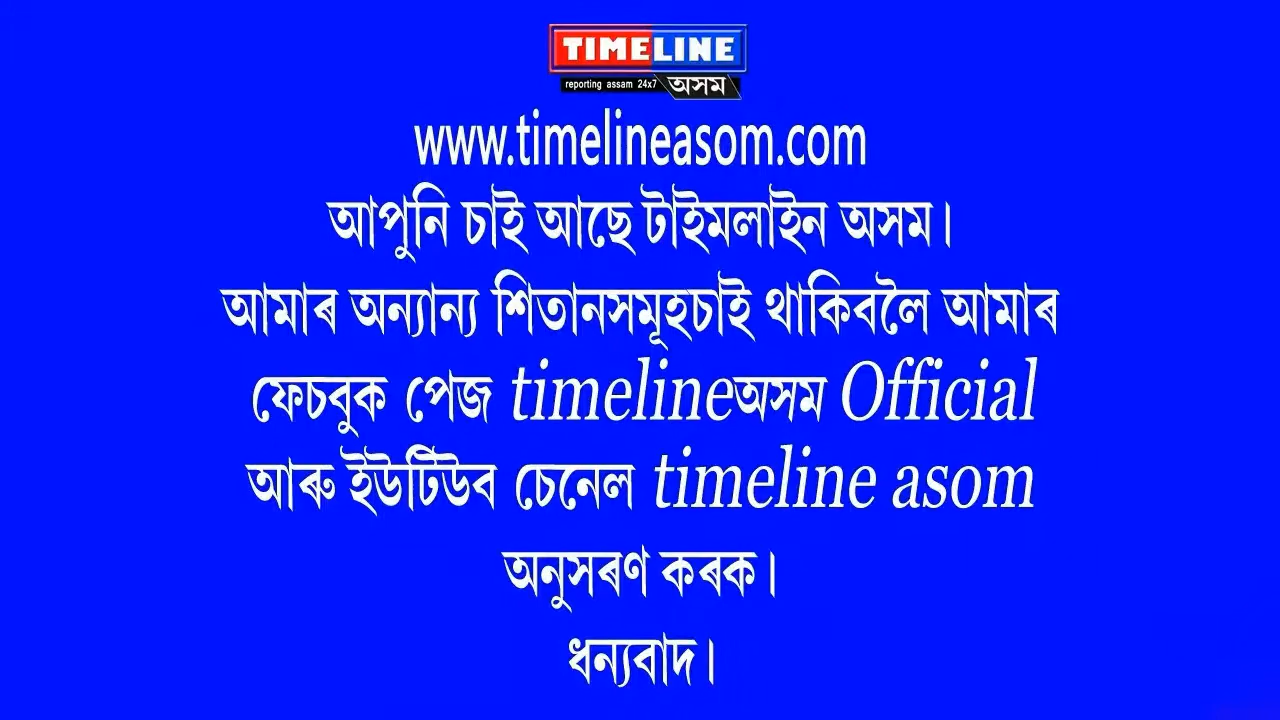 TIMELINE
reporting assam 24x7 অসম
www.timelineasom.com
আপুনি চাই আছে টাইমলাইন অসম।
আমাৰ অন্যান্য শিতানসমূহচাই থাকিবলৈ আমাৰ
ফেচবুক পেজ timelineঅসম Official
আৰু ইউটিউব চেনেল timeline asom
অনুসৰণ কৰক।
ধন্যবাদ।